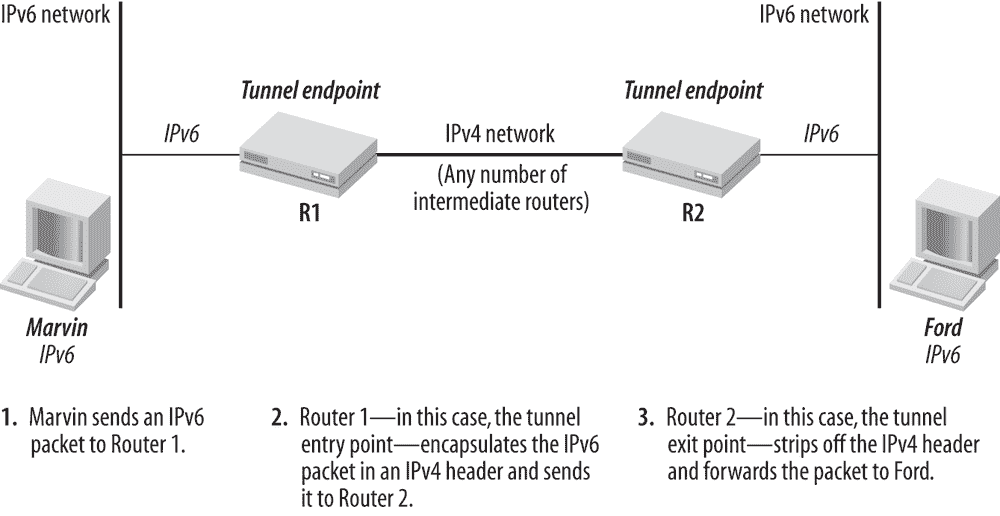 IPv6 network
IPv6 network
Tunnel endpoint
Tunnel endpoint
IPv6
IPv4 network
IPv6
(Any number of
intermediate routers)
R1
R2
Marvin
IPv6
Ford
IPv6
1. Marvin sends an IPv6
packet to Router 1.
2. Router 1—in this case, the tunnel
entry point—encapsulates the IPv6
packet in an IPv4 header and sends
it to Router 2.
3. Router 2—in this case, the tunnel
exit point—strips off the IPv4 header
and forwards the packet to Ford.